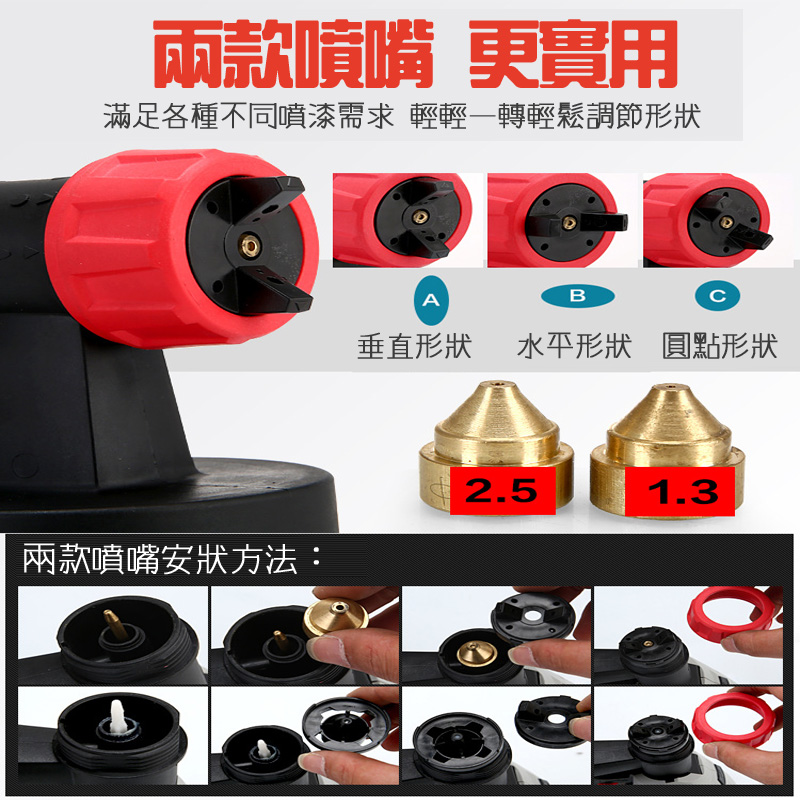 兩款噴嘴 更實用
滿足各種不同噴漆需求 輕輕一轉輕鬆調節形狀
A
B
C
垂直形狀
水平形狀
圓點形狀
2.5
1.3
兩款噴嘴安狀方法：